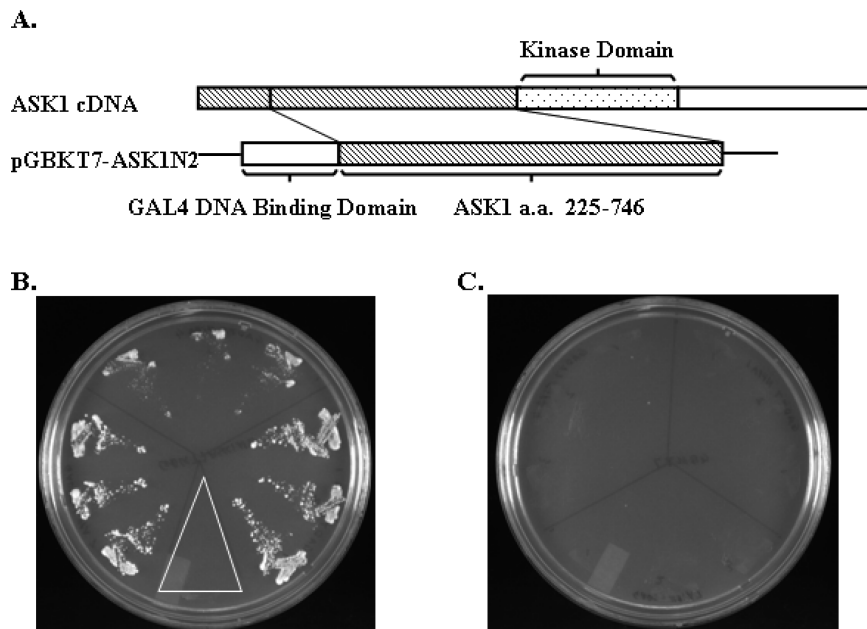 A.
Kinase Domain
ASK1 cDNA
pGBKT7-ASK1N2
GAL4 DNA Binding Domain
ASK1 a.a. 225-746
B.
C.